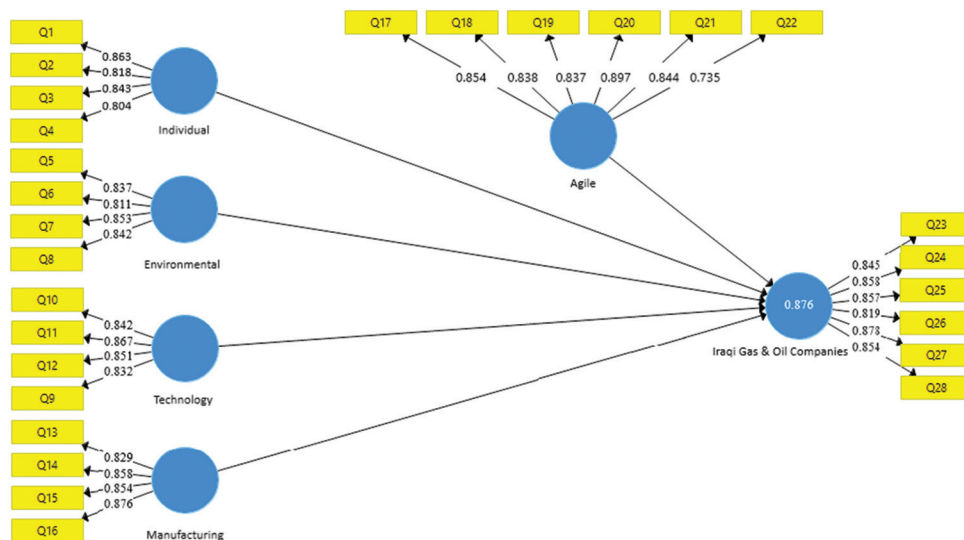 Q17
Q18
Q19
Q20
Q21
Q22
0.854
0.838
0.837
0.897
0.844
0.735
Agile
Q1
Q2
Q3
Q4
0.863
0.818
0.843
0.804
Individual
Q5
Q6
Q7
Q8
0.837
0.811
0.853
0.842
Environmental
Q10
Q11
Q12
Q9
0.842
0.867
0.851
0.832
Technology
Q13
Q14
Q15
Q16
0.829
0.858
0.854
0.876
Manufacturing
0.876
Iraqi Gas & Oil Companies
0.845
0.858
0.857
0.819
0.878
0.854
Q23
Q24
Q25
Q26
Q27
Q28